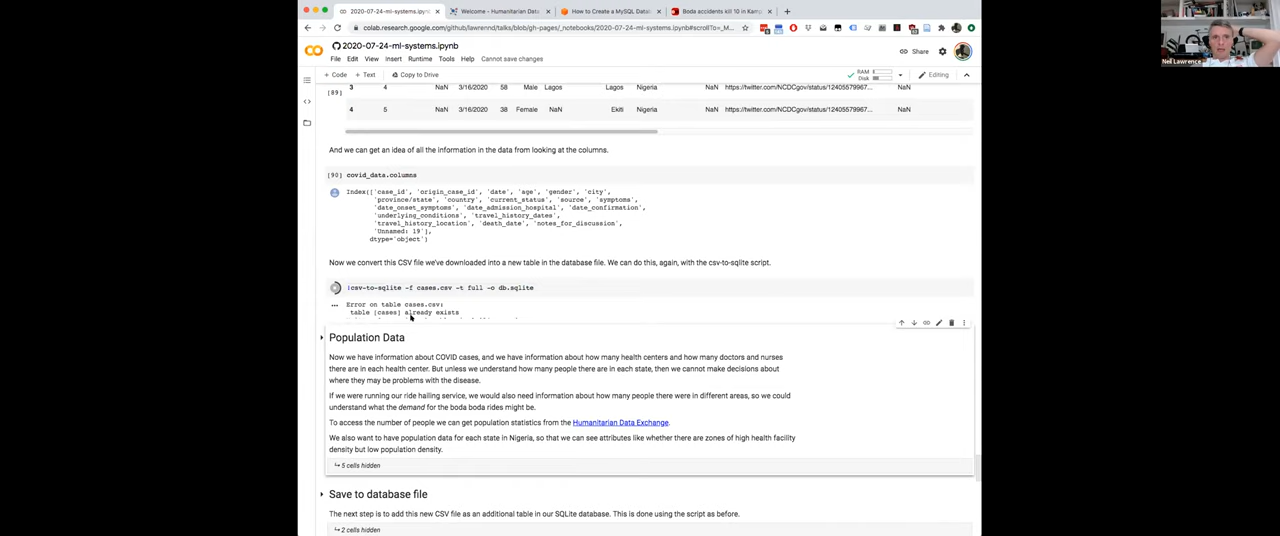 2020-07-24-ml-systems.ipynb
Welcome - Humanitarian Data
How to Create a MySQL Datab
Boda accidents kill 10 in Kam
colab.research.google.com/github/lawrennd/talks/blob/gh-pages/_notebooks/2020-07-24-ml-systems.ipynb#scrollTo=_M...
Neil Lawrence
2020-07-24-ml-systems.ipynb
Share
File Edit View Insert Runtime Tools Help Cannot save changes
+ Code + Text Copy to Drive
RAM
Disk
Editing
[89]
3 4 NaN 3/16/2020 58 Male Lagos Lagos Nigeria NaN https://twitter.com/NCDCgov/status/12405579967... NaN
4 5 NaN 3/16/2020 38 Female NaN Ekiti Nigeria NaN https://twitter.com/NCDCgov/status/12405579967... NaN
And we can get an idea of all the information in the data from looking at the columns.
[90] covid_data.columns
Index(['case_id', 'origin_case_id', 'date', 'age', 'gender', 'city',
'province/state', 'country', 'current_status', 'source', 'symptoms',
'date_onset_symptoms', 'date_admission_hospital', 'date_confirmation',
'underlying_conditions', 'travel_history_dates',
'travel_history_location', 'death_date', 'notes_for_discussion',
'Unnamed: 19'],
dtype='object')
Now we convert this CSV file we've downloaded into a new table in the database file. We can do this, again, with the csv-to-sqlite script.
!csv-to-sqlite -f cases.csv -t full -o db.sqlite
Error on table cases.csv:
table [cases] already exists
Population Data
Now we have information about COVID cases, and we have information about how many health centers and how many doctors and nurses
there are in each health center. But unless we understand how many people there are in each state, then we cannot make decisions about
where they may be problems with the disease.
If we were running our ride hailing service, we would also need information about how many people there were in different areas, so we could
understand what the demand for the boda boda rides might be.
To access the number of people we can get population statistics from the Humanitarian Data Exchange.
We also want to have population data for each state in Nigeria, so that we can see attributes like whether there are zones of high health facility
density but low population density.
5 cells hidden
Save to database file
The next step is to add this new CSV file as an additional table in our SQLite database. This is done using the script as before.
2 cells hidden